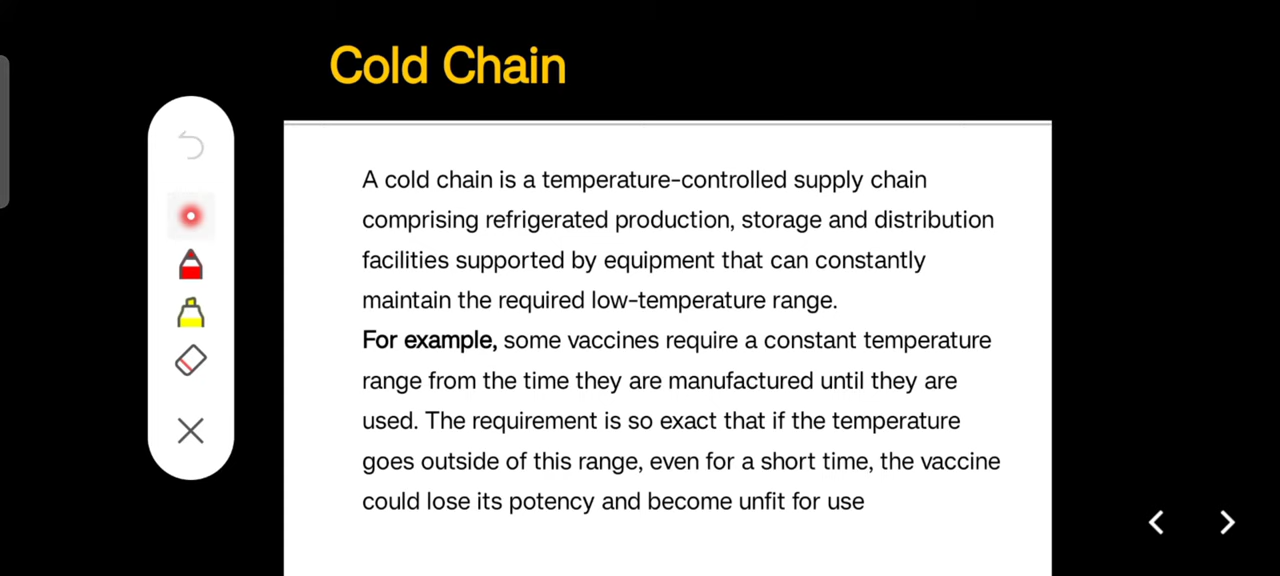 Cold Chain
A cold chain is a temperature-controlled supply chain
comprising refrigerated production, storage and distribution
facilities supported by equipment that can constantly
maintain the required low-temperature range.
For example, some vaccines require a constant temperature
range from the time they are manufactured until they are
used. The requirement is so exact that if the temperature
goes outside of this range, even for a short time, the vaccine
could lose its potency and become unfit for use